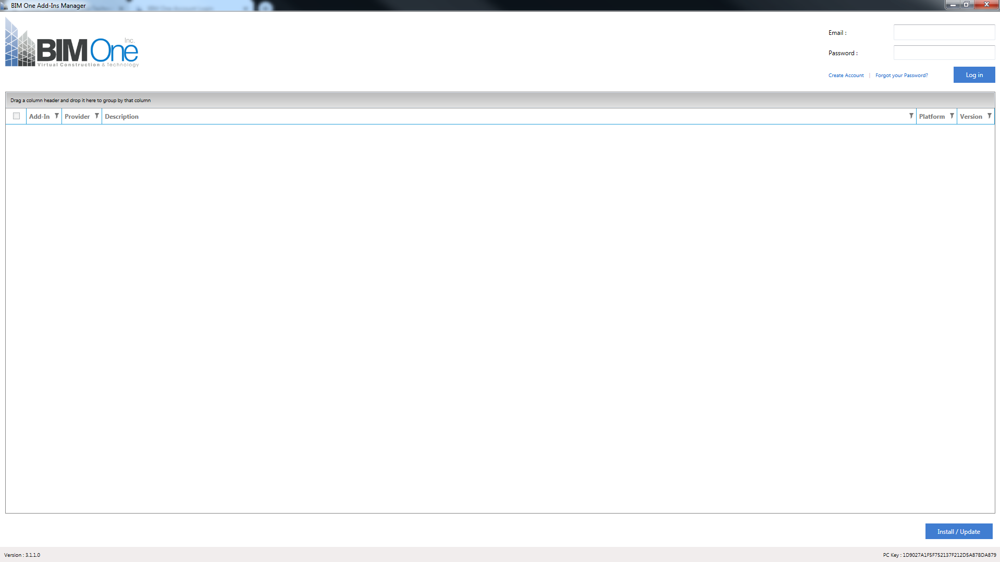 BIM One Add-Ins Manager
BIM One Inc.
Virtual Construction & Technology
Email :
Password :
Create Account | Forgot your Password?
Log in
Drag a column header and drop it here to group by that column
Add-In Provider Description Platform Version
Install / Update
Version : 3.1.1.0
PC Key : 1D9027A1F5F752137F212D5A87BDA879